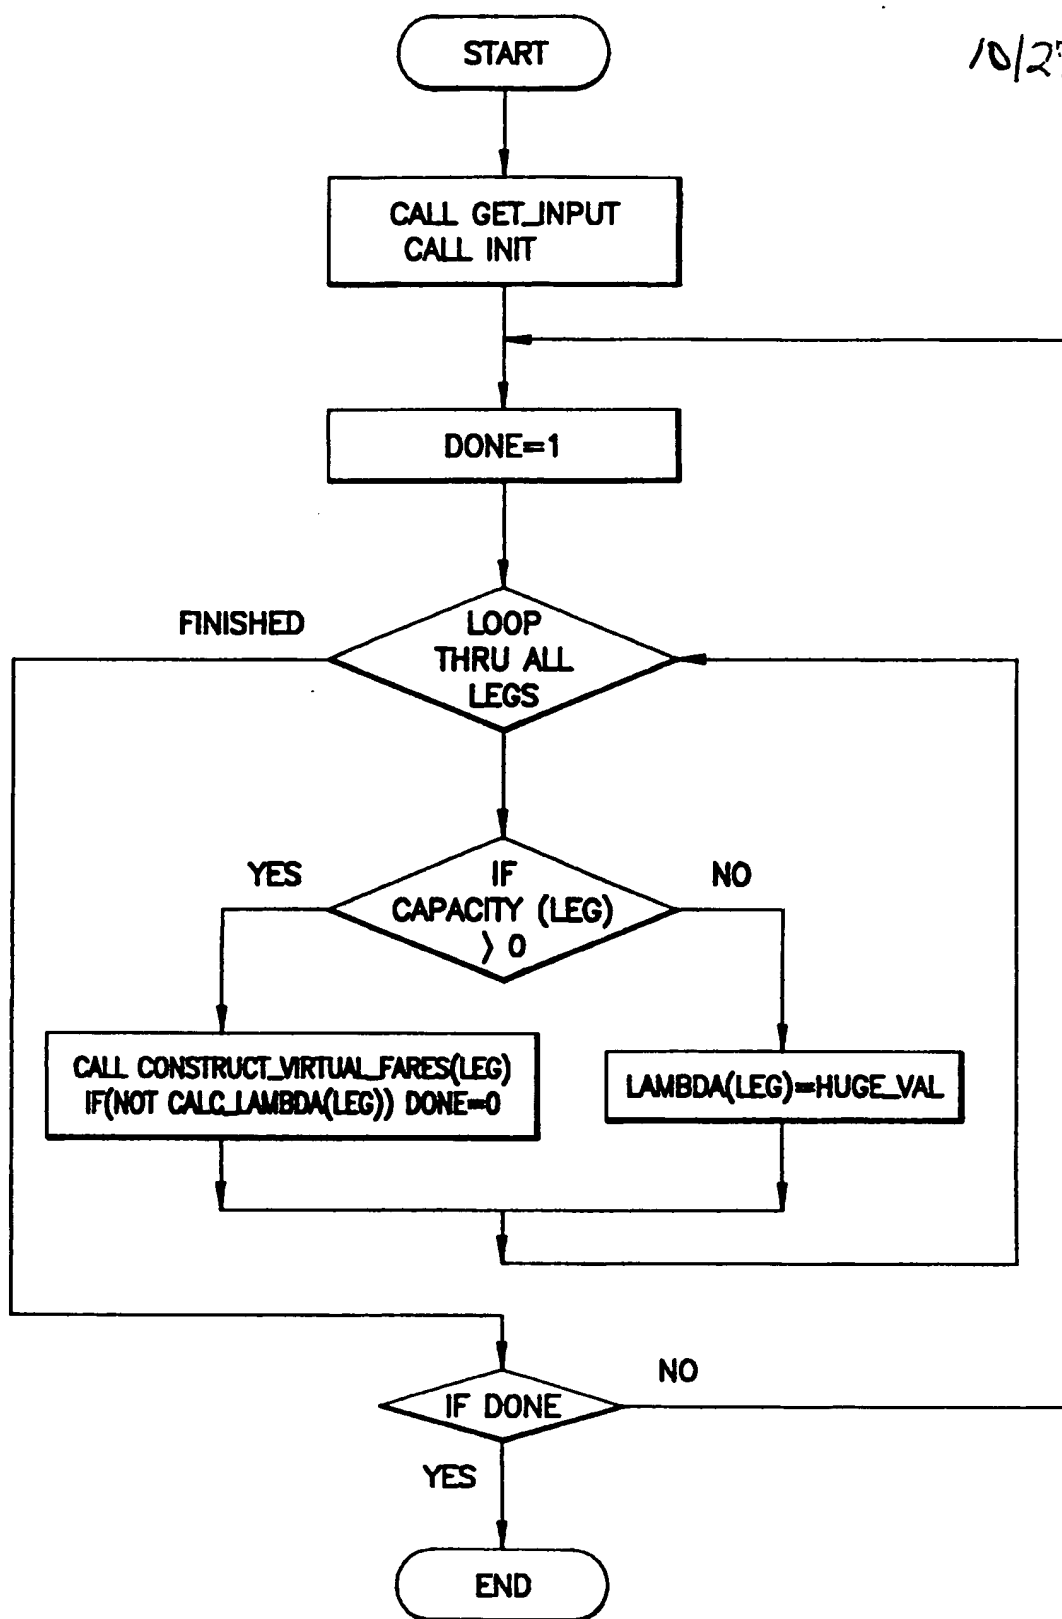 START
10/27
CALL GET_INPUT
CALL INIT
DONE=1
FINISHED
LOOP
THRU ALL
LEGS
YES
IF
CAPACITY (LEG)
> 0
NO
CALL CONSTRUCT_VIRTUAL_FARES(LEG)
IF(NOT CALC_LAMBDA(LEG)) DONE=0
LAMBDA(LEG)=HUGE_VAL
IF DONE
NO
YES
END